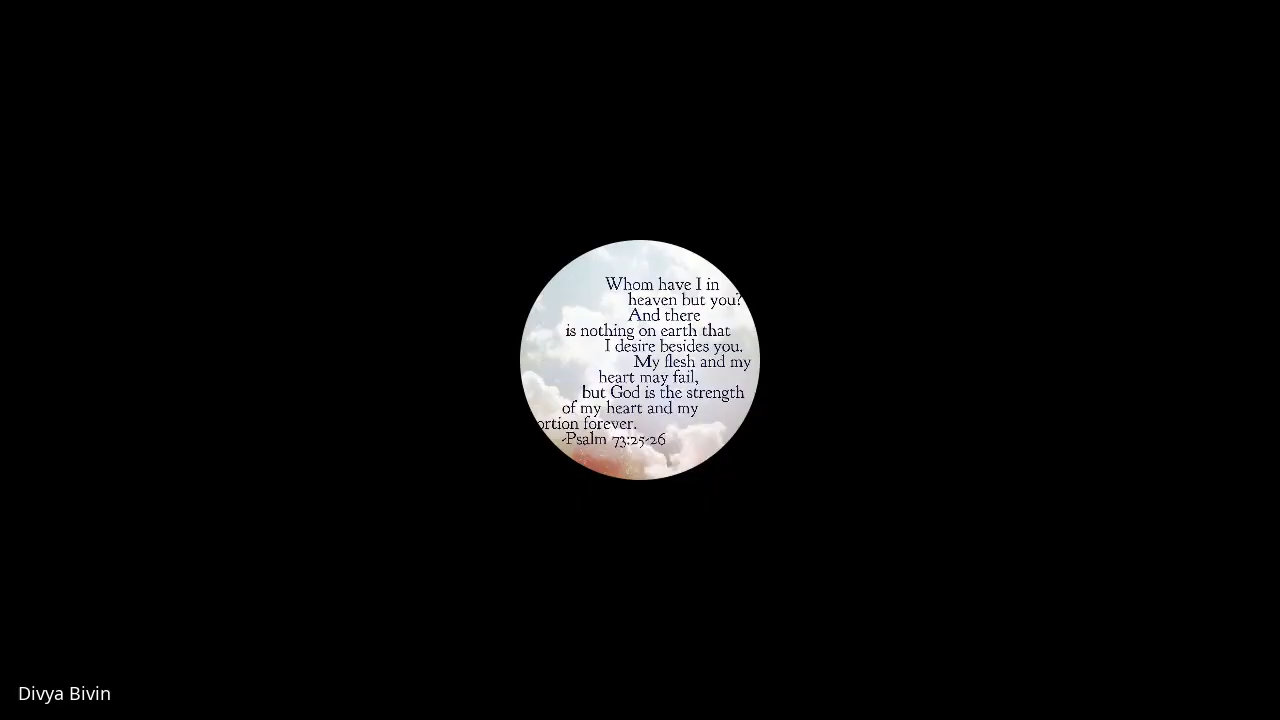 Whom have I in
heaven but you?
And there
is nothing on earth that
I desire besides you.
My flesh and my
heart may fail,
but God is the strength
of my heart and my
ortion forever.
-Psalm 73:25-26
Divya Bivin